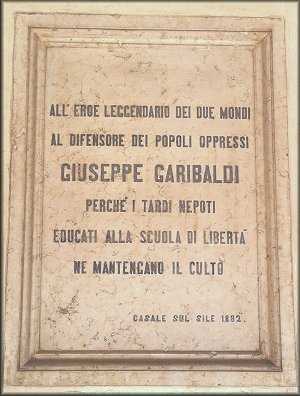 ALL'EROE LEGGENDARIO DEI DUE MONDI
AL DIFENSORE DEI POPOLI OPPRESSI
GIUSEPPE GARIBALDI
PERCHÈ I TARDI NEPOTI
EDUCATI ALLA SCUOLA DI LIBERTÀ
NE MANTENGANO IL CULTO
CASALE SUL SILE 1882.